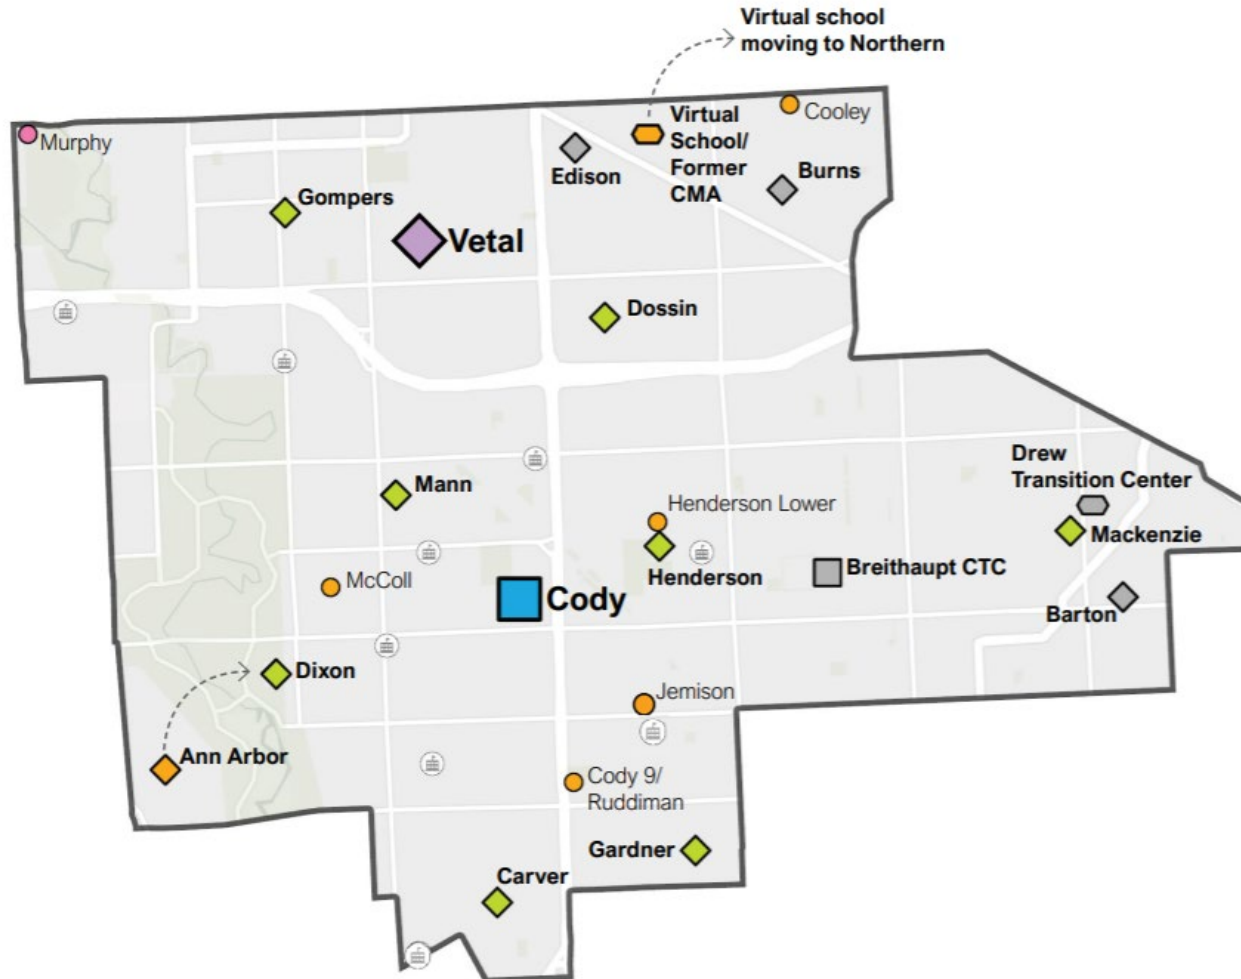 Virtual school
moving to Northern
Murphy
Virtual
School/
Former
CMA
Cooley
Edison
Burns
Gompers
Vetal
Dossin
Drew
Transition Center
Mann
Henderson Lower
Mackenzie
Henderson
Breithaupt CTC
McColl
Cody
Barton
Dixon
Jemison
Ann Arbor
Cody 9/
Ruddiman
Gardner
Carver